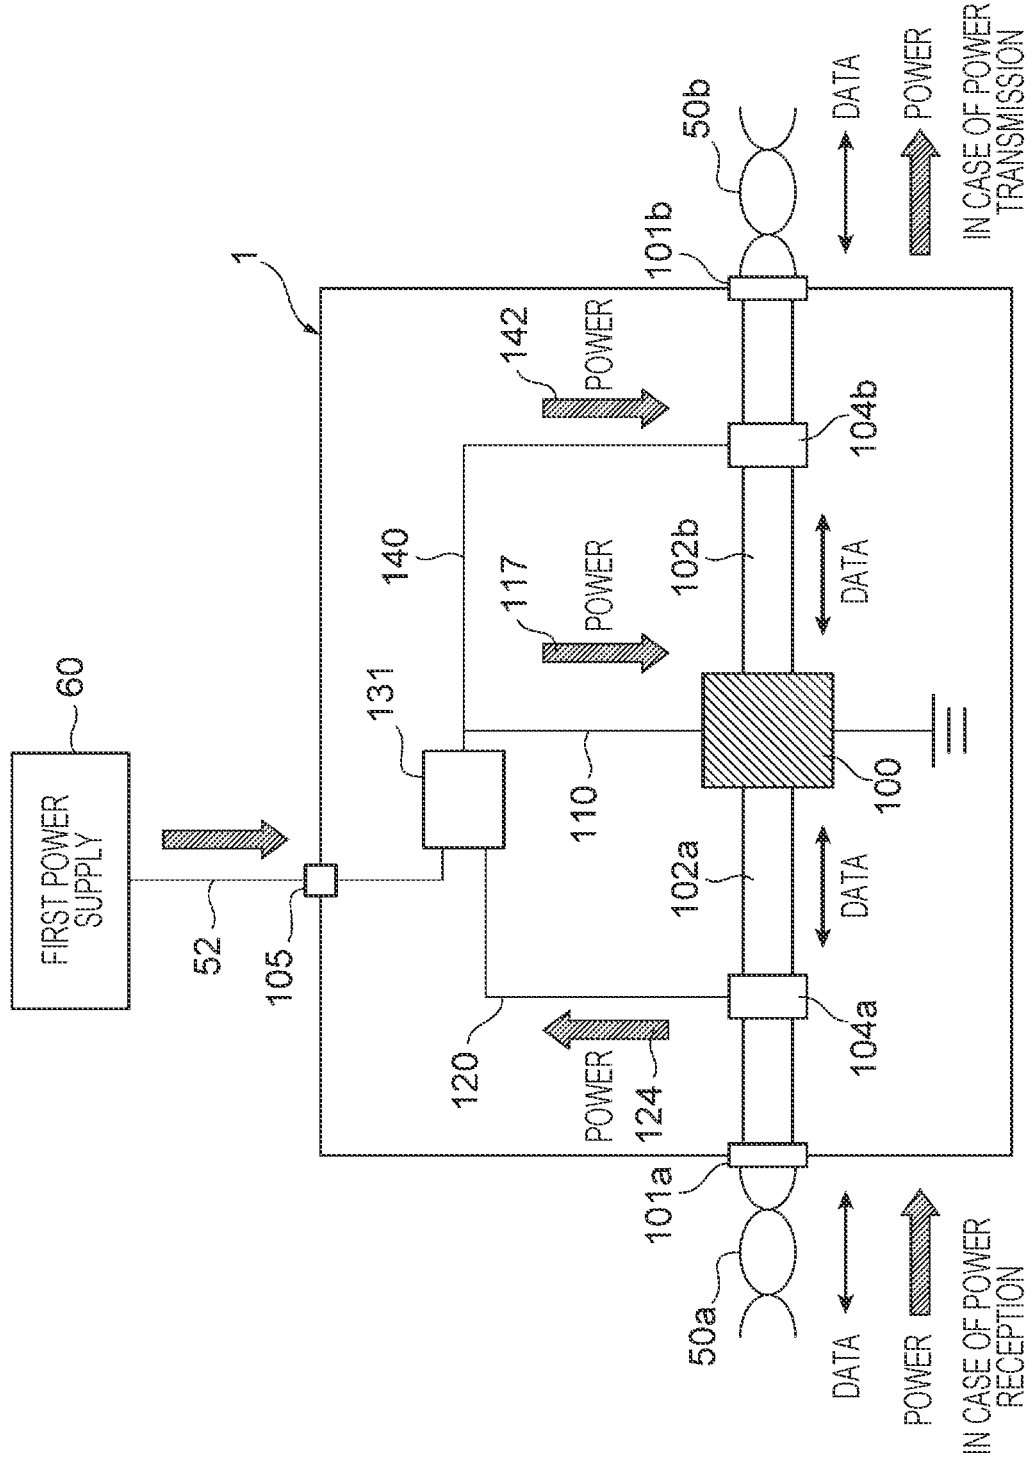 FIRST POWER
SUPPLY
60
52
105
1
131
140
142
POWER
117
POWER
110
120
POWER
124
101a
102a
102b
101b
50a
50b
104a
100
104b
DATA
DATA
DATA
DATA
POWER
IN CASE OF POWER
RECEPTION
POWER
IN CASE OF POWER
TRANSMISSION